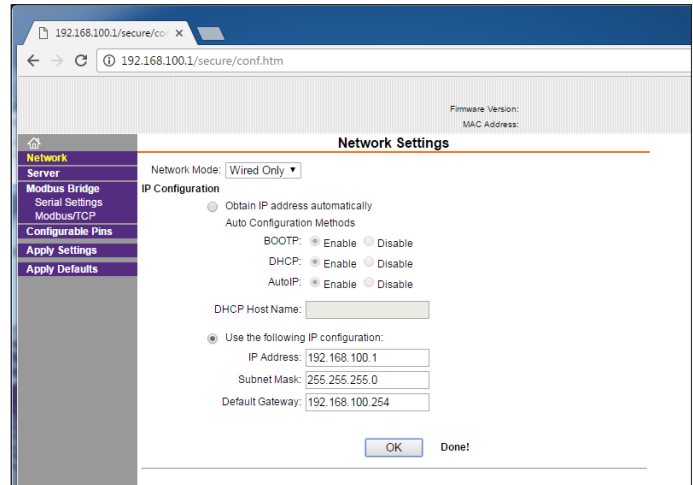 192.168.100.1/secure/co
192.168.100.1/secure/conf.htm
Firmware Version:
MAC Address:
Network
Server
Modbus Bridge
Serial Settings
Modbus/TCP
Configurable Pins
Apply Settings
Apply Defaults
Network Settings
Network Mode: Wired Only
IP Configuration
Obtain IP address automatically
Auto Configuration Methods
BOOTP: Enable Disable
DHCP: Enable Disable
AutoIP: Enable Disable
DHCP Host Name:
Use the following IP configuration:
IP Address: 192.168.100.1
Subnet Mask: 255.255.255.0
Default Gateway: 192.168.100.254
OK Done!